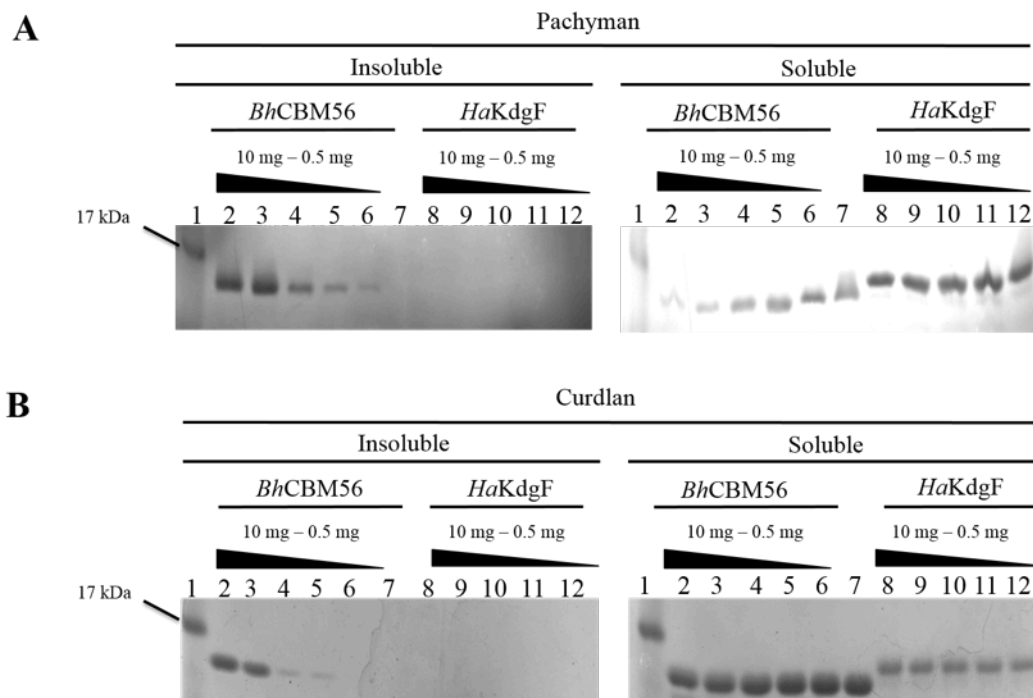 A
Pachyman
Insoluble Soluble
BhCBM56 HaKdgF BhCBM56 HaKdgF
10 mg – 0.5 mg 10 mg – 0.5 mg 10 mg – 0.5 mg 10 mg – 0.5 mg
17 kDa 1 2 3 4 5 6 7 8 9 10 11 12 1 2 3 4 5 6 7 8 9 10 11 12
B
Curdlan
Insoluble Soluble
BhCBM56 HaKdgF BhCBM56 HaKdgF
10 mg – 0.5 mg 10 mg – 0.5 mg 10 mg – 0.5 mg 10 mg – 0.5 mg
17 kDa 1 2 3 4 5 6 7 8 9 10 11 12 1 2 3 4 5 6 7 8 9 10 11 12